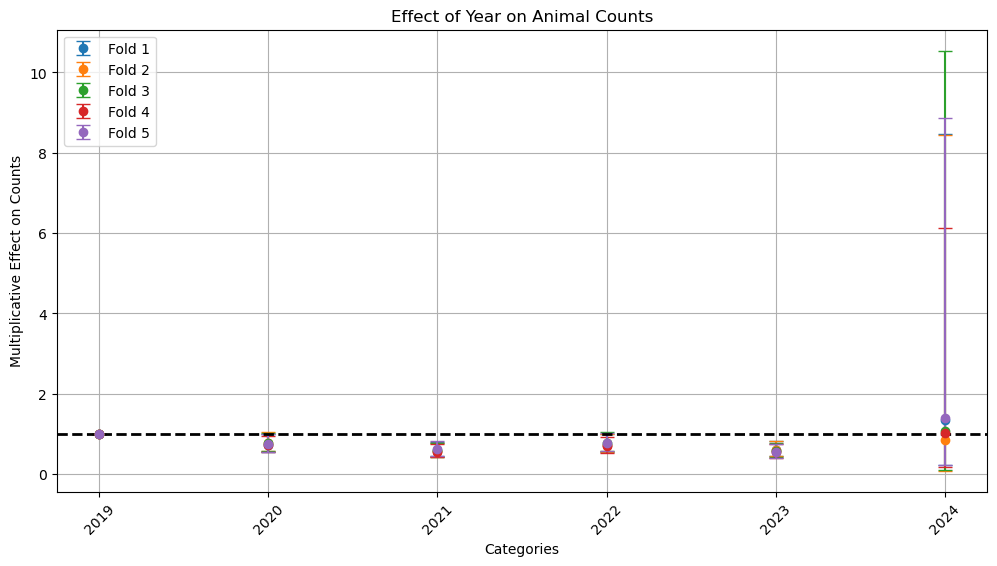 Effect of Year on Animal Counts
Multiplicative Effect on Counts
10
8
6
4
2
0
Fold 1
Fold 2
Fold 3
Fold 4
Fold 5
2019
2020
2021
2022
2023
2024
Categories